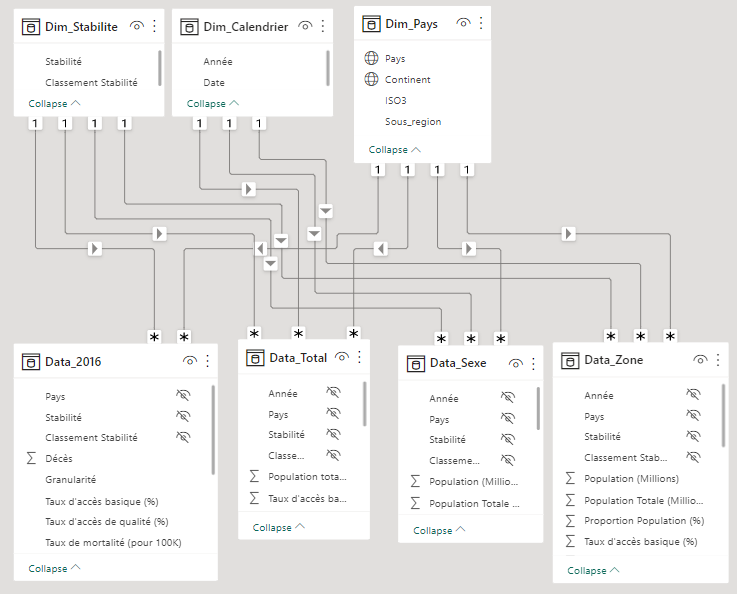 Dim_Stabilite
Stabilité
Classement Stabilité
Collapse
Dim_Calendrier
Année
Date
Collapse
Dim_Pays
Pays
Continent
ISO3
Sous_region
Collapse
1 1 1 1
1 1 1
1 1 1 1
* *
* * *
* * *
* * *
Data_2016
Pays
Stabilité
Classement Stabilité
Décès
Granularité
Taux d'accès basique (%)
Taux d'accès de qualité (%)
Taux de mortalité (pour 100K)
Collapse
Data_Total
Année
Pays
Stabilité
Classe...
Population tota...
Taux d'accès ba...
Collapse
Data_Sexe
Année
Pays
Stabilité
Classeme...
Population (Millio...
Population Totale ...
Collapse
Data_Zone
Année
Pays
Stabilité
Classement Stab...
Population (Millions)
Population Totale (Millio...
Proportion Population (%)
Taux d'accès basique (%)
Collapse